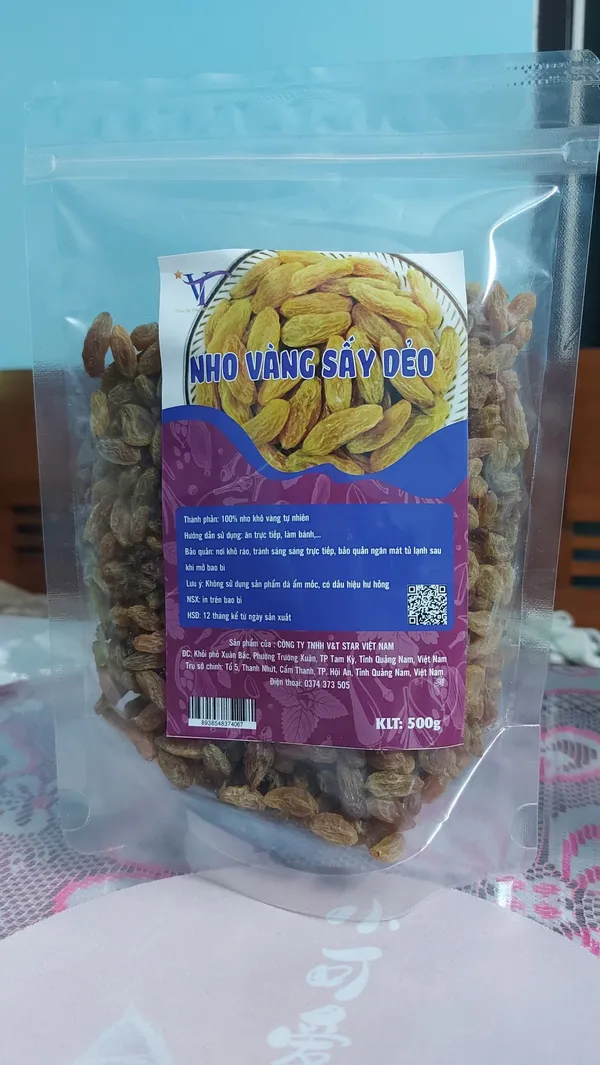 VT
NHO VÀNG SẤY DẺO
Thành phần: 100% nho khô vàng tự nhiên
Hướng dẫn sử dụng: ăn trực tiếp, làm bánh,...
Bảo quản: nơi khô ráo, tránh sáng sáng trực tiếp, bảo quản ngăn mát tủ lạnh sau
khi mở bao bì
Lưu ý: Không sử dụng sản phẩm đã ẩm mốc, có dấu hiệu hư hỏng
NSX: in trên bao bì
HSD: 12 tháng kể từ ngày sản xuất
Sản phẩm của : CÔNG TY TNHH V&T STAR VIỆT NAM
ĐC: Khối phố Xuân Bắc, Phường Trường Xuân, TP Tam Kỳ, Tỉnh Quảng Nam, Việt Nam
Trụ sở chính: Tổ 5, Thanh Nhứt, Cẩm Thanh, TP. Hội An, Tỉnh Quảng Nam, Việt Nam
Điện thoại: 0374 373 505
8938548374067
KLT: 500g
小可爱